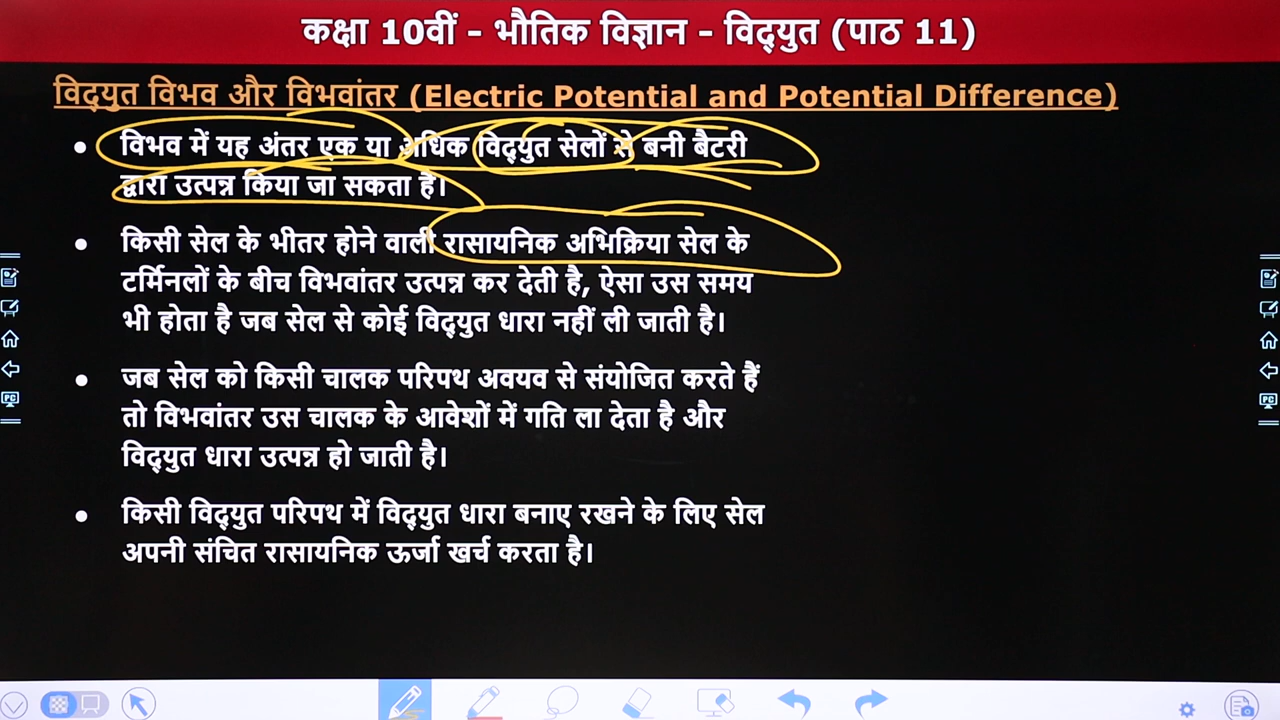 कक्षा 10वीं - भौतिक विज्ञान - विद्युत (पाठ 11)
विद्युत विभव और विभवांतर (Electric Potential and Potential Difference)
• विभव में यह अंतर एक या अधिक विद्युत सेलों से बनी बैटरी
द्वारा उत्पन्न किया जा सकता है।
• किसी सेल के भीतर होने वाली रासायनिक अभिक्रिया सेल के
टर्मिनलों के बीच विभवांतर उत्पन्न कर देती है, ऐसा उस समय
भी होता है जब सेल से कोई विद्युत धारा नहीं ली जाती है।
• जब सेल को किसी चालक परिपथ अवयव से संयोजित करते हैं
तो विभवांतर उस चालक के आवेशों में गति ला देता है और
विद्युत धारा उत्पन्न हो जाती है।
• किसी विद्युत परिपथ में विद्युत धारा बनाए रखने के लिए सेल
अपनी संचित रासायनिक ऊर्जा खर्च करता है।
PC
PC